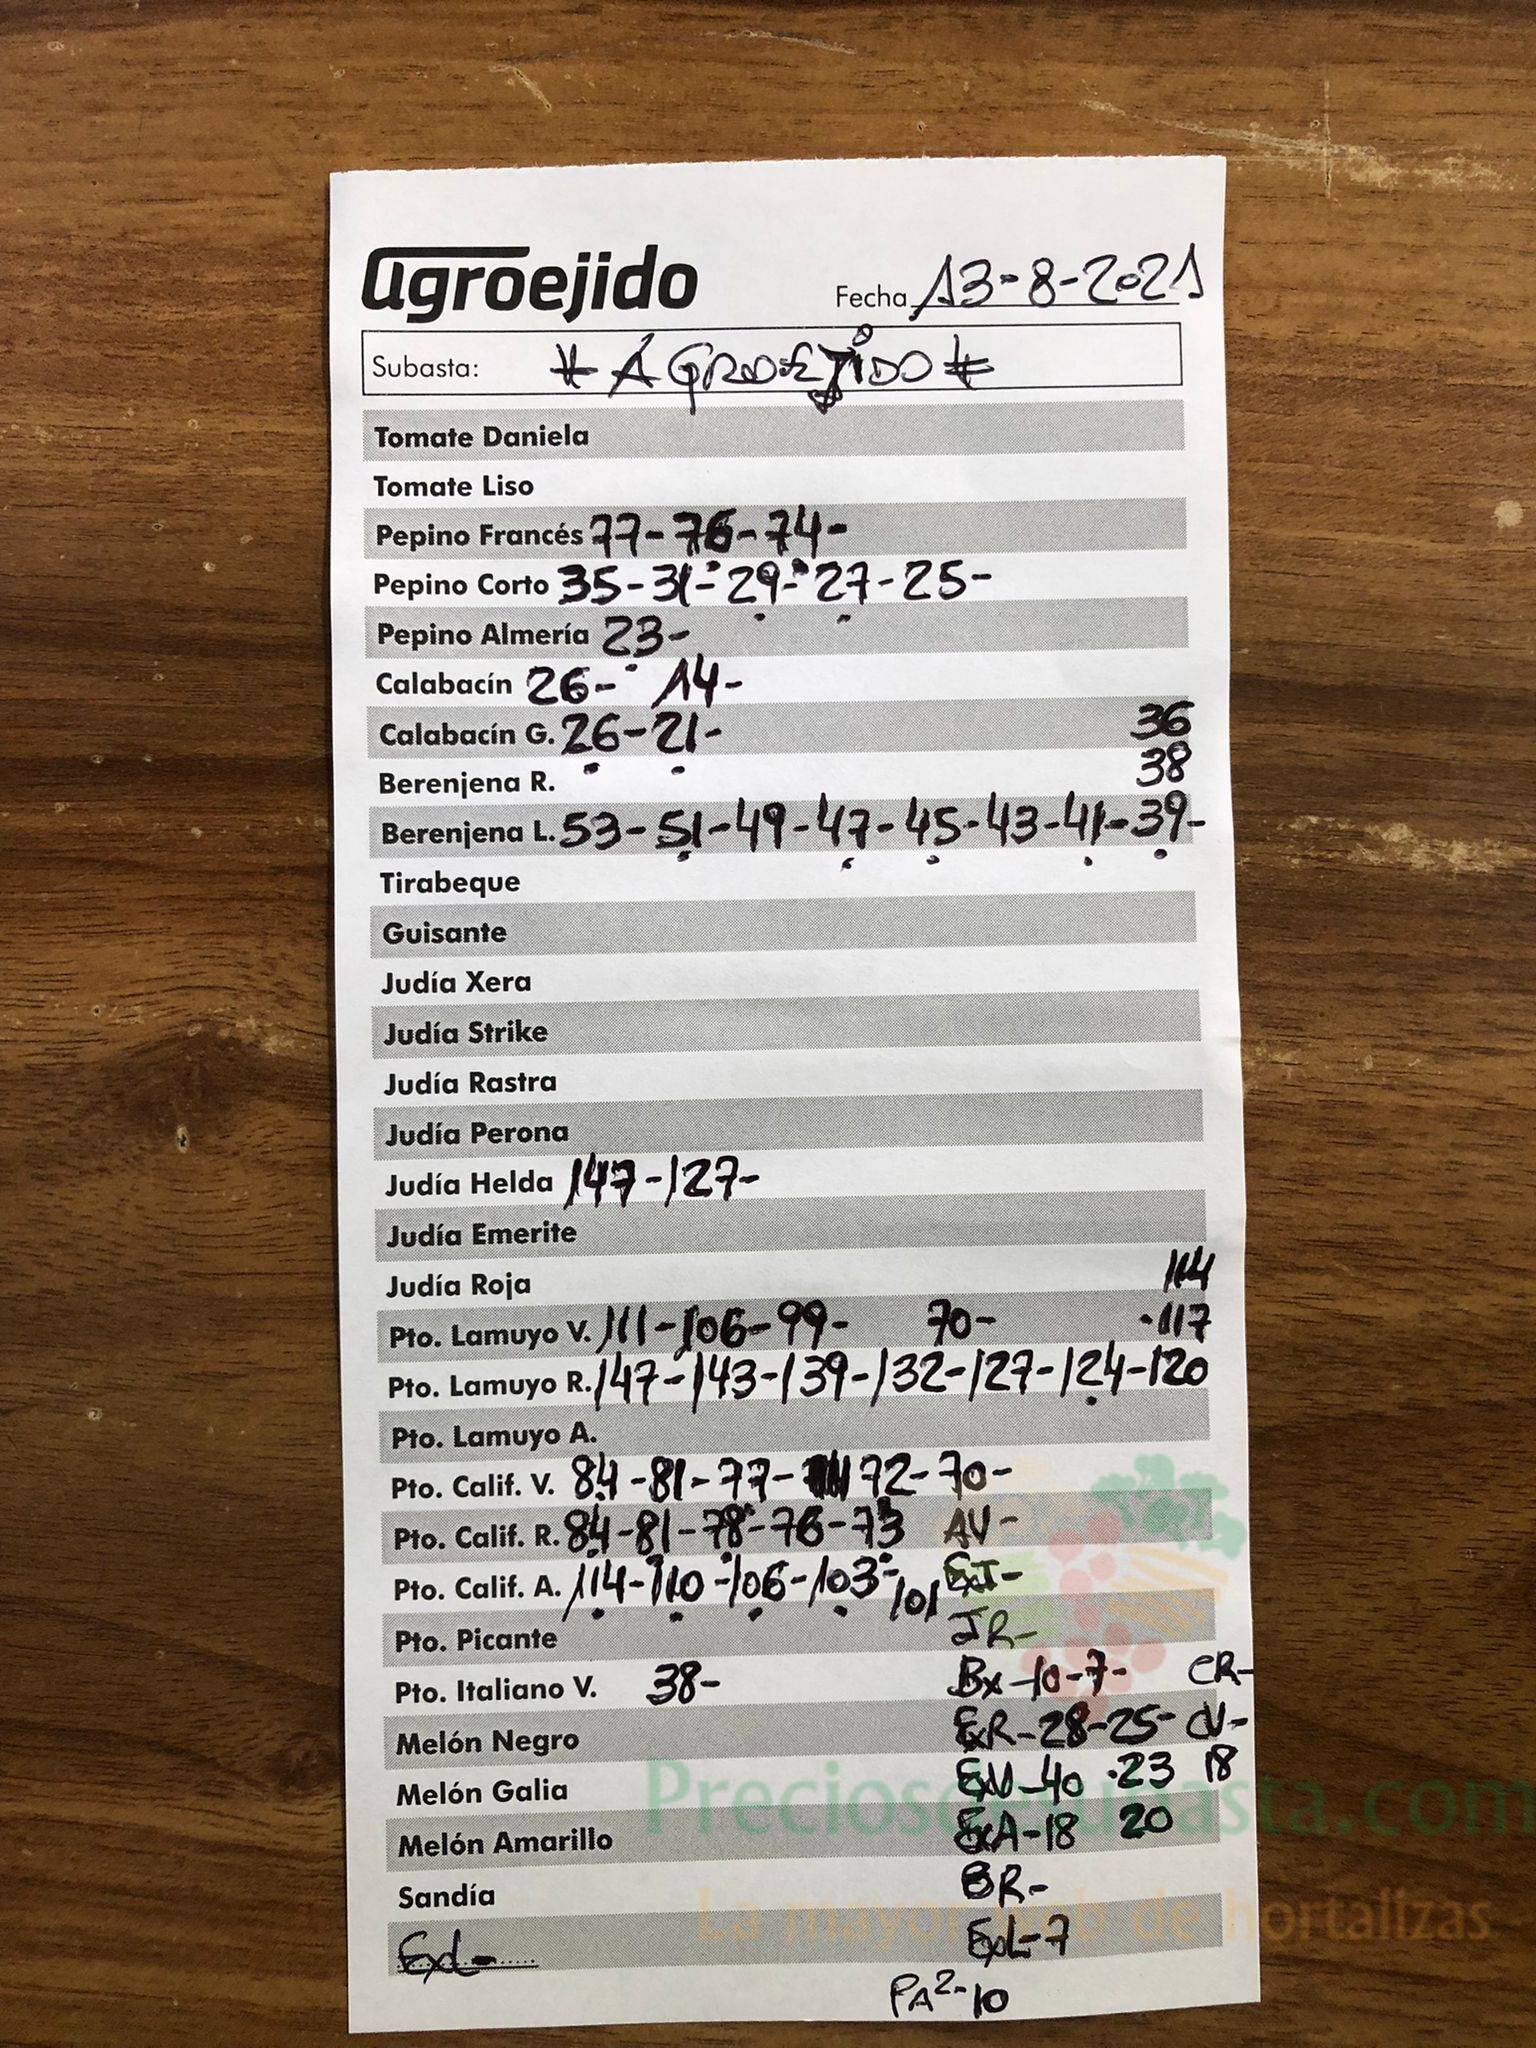 agroejido
Fecha 13-8-2021
Subasta: # AGROEJIDO #
Tomate Daniela
Tomate Liso
Pepino Francés 77-76-74-
Pepino Corto 35-31-29-27-25-
Pepino Almería 23-
Calabacín 26- 14-
Calabacín G. 26-21- 36
Berenjena R. 38
Berenjena L. 53-51-49-47-45-43-41-39-
Tirabeque
Guisante
Judía Xera
Judía Strike
Judía Rastra
Judía Perona
Judía Helda 147-127-
Judía Emerite
Judía Roja 114
Pto. Lamuyo V. 111-106-99- 70- ·117
Pto. Lamuyo R. 147-143-139-132-127-124-120
Pto. Lamuyo A.
Pto. Calif. V. 84-81-77- 72-70-
Pto. Calif. R. 84-81-78-76-73 AV-
Pto. Calif. A. 114-110-106-103-101 ExJ-
Pto. Picante JR-
Pto. Italiano V. 38- Bx-10-7- CR-
Melón Negro ExR-28-25- CV-
Melón Galia ExV-40 ·23 18
Melón Amarillo ExA-18 20
Sandía BR-
ExL- ExL-7
PA2-10
Preciosdesubasta.com
La mayor web de hortalizas